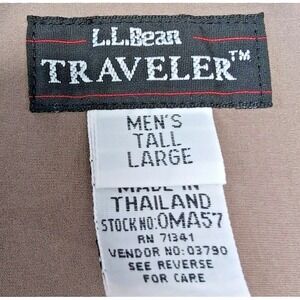 L.L.Bean
TRAVELER™
MEN'S
TALL
LARGE
MADE IN
THAILAND
STOCK NO: 0MA57
RN 71341
VENDOR NO: 03790
SEE REVERSE
FOR CARE